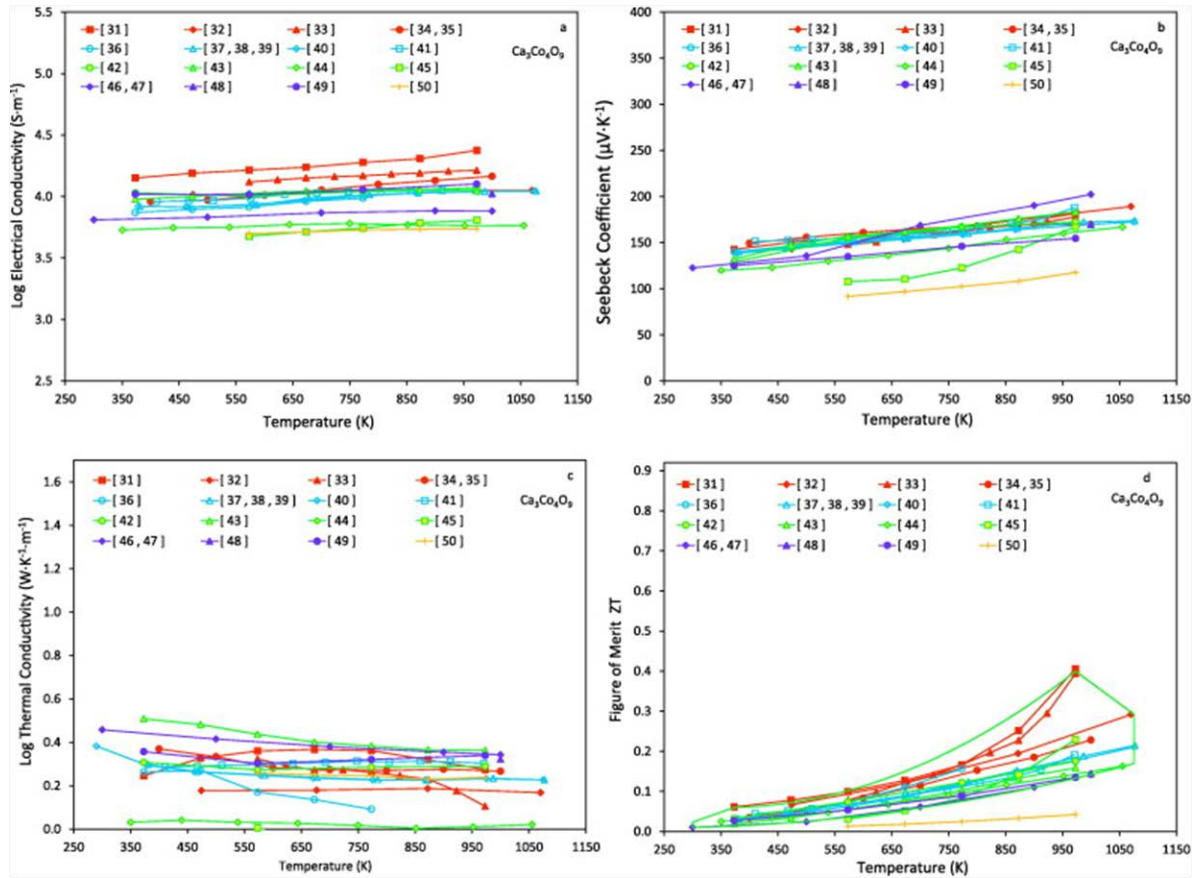 a
[ 31 ] [ 32 ] [ 33 ] [ 34 , 35 ]
[ 36 ] [ 37 , 38 , 39 ] [ 40 ] [ 41 ]
[ 42 ] [ 43 ] [ 44 ] [ 45 ]
[ 46 , 47 ] [ 48 ] [ 49 ] [ 50 ]
Ca₃Co₄O₉
Log Electrical Conductivity (S·m⁻¹)
5.5
5.0
4.5
4.0
3.5
3.0
2.5
250 350 450 550 650 750 850 950 1050 1150
Temperature (K)
b
[ 31 ] [ 32 ] [ 33 ] [ 34 , 35 ]
[ 36 ] [ 37 , 38 , 39 ] [ 40 ] [ 41 ]
[ 42 ] [ 43 ] [ 44 ] [ 45 ]
[ 46 , 47 ] [ 48 ] [ 49 ] [ 50 ]
Ca₃Co₄O₉
Seebeck Coefficient (µV·K⁻¹)
400
350
300
250
200
150
100
50
0
250 350 450 550 650 750 850 950 1050 1150
Temperature (K)
c
[ 31 ] [ 32 ] [ 33 ] [ 34 , 35 ]
[ 36 ] [ 37 , 38 , 39 ] [ 40 ] [ 41 ]
[ 42 ] [ 43 ] [ 44 ] [ 45 ]
[ 46 , 47 ] [ 48 ] [ 49 ] [ 50 ]
Ca₃Co₄O₉
Log Thermal Conductivity (W·K⁻¹·m⁻¹)
1.6
1.4
1.2
1.0
0.8
0.6
0.4
0.2
0.0
250 350 450 550 650 750 850 950 1050 1150
Temperature (K)
d
[ 31 ] [ 32 ] [ 33 ] [ 34 , 35 ]
[ 36 ] [ 37 , 38 , 39 ] [ 40 ] [ 41 ]
[ 42 ] [ 43 ] [ 44 ] [ 45 ]
[ 46 , 47 ] [ 48 ] [ 49 ] [ 50 ]
Ca₃Co₄O₉
Figure of Merit ZT
0.9
0.8
0.7
0.6
0.5
0.4
0.3
0.2
0.1
0.0
250 350 450 550 650 750 850 950 1050 1150
Temperature (K)